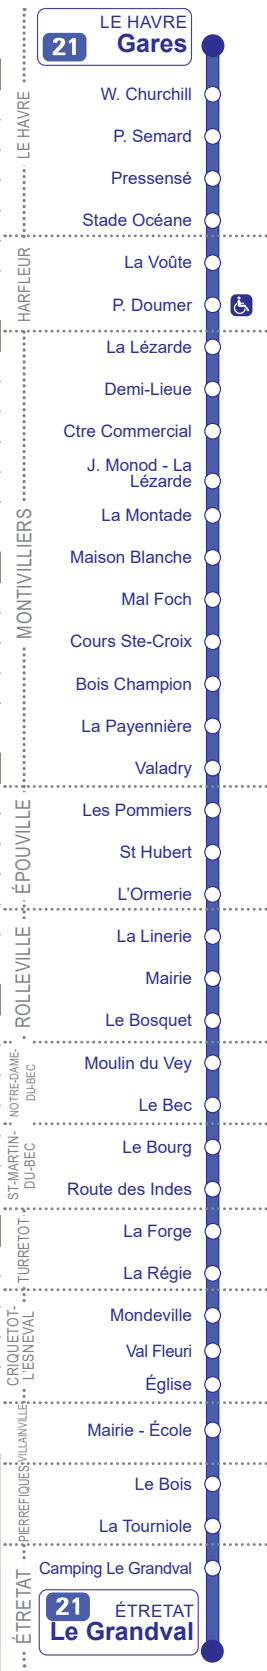 LE HAVRE
21 Gares
LE HAVRE
W. Churchill
P. Semard
Pressensé
Stade Océane
HARFLEUR
La Voûte
P. Doumer
MONTIVILLIERS
La Lézarde
Demi-Lieue
Ctre Commercial
J. Monod - La
Lézarde
La Montade
Maison Blanche
Mal Foch
Cours Ste-Croix
Bois Champion
La Payennière
Valadry
ÉPOUVILLE
Les Pommiers
St Hubert
L'Ormerie
ROLLEVILLE
La Linerie
Mairie
Le Bosquet
NOTRE-DAME-
DU-BEC
Moulin du Vey
Le Bec
ST-MARTIN-
DU-BEC
Le Bourg
Route des Indes
TURRETOT
La Forge
La Régie
CRIQUETOT-
L'ESNEVAL
Mondeville
Val Fleuri
Église
VILLAINVILLE
Mairie - École
PIERREFIQUES
Le Bois
La Tourniole
ÉTRETAT
Camping Le Grandval
21 ÉTRETAT
Le Grandval